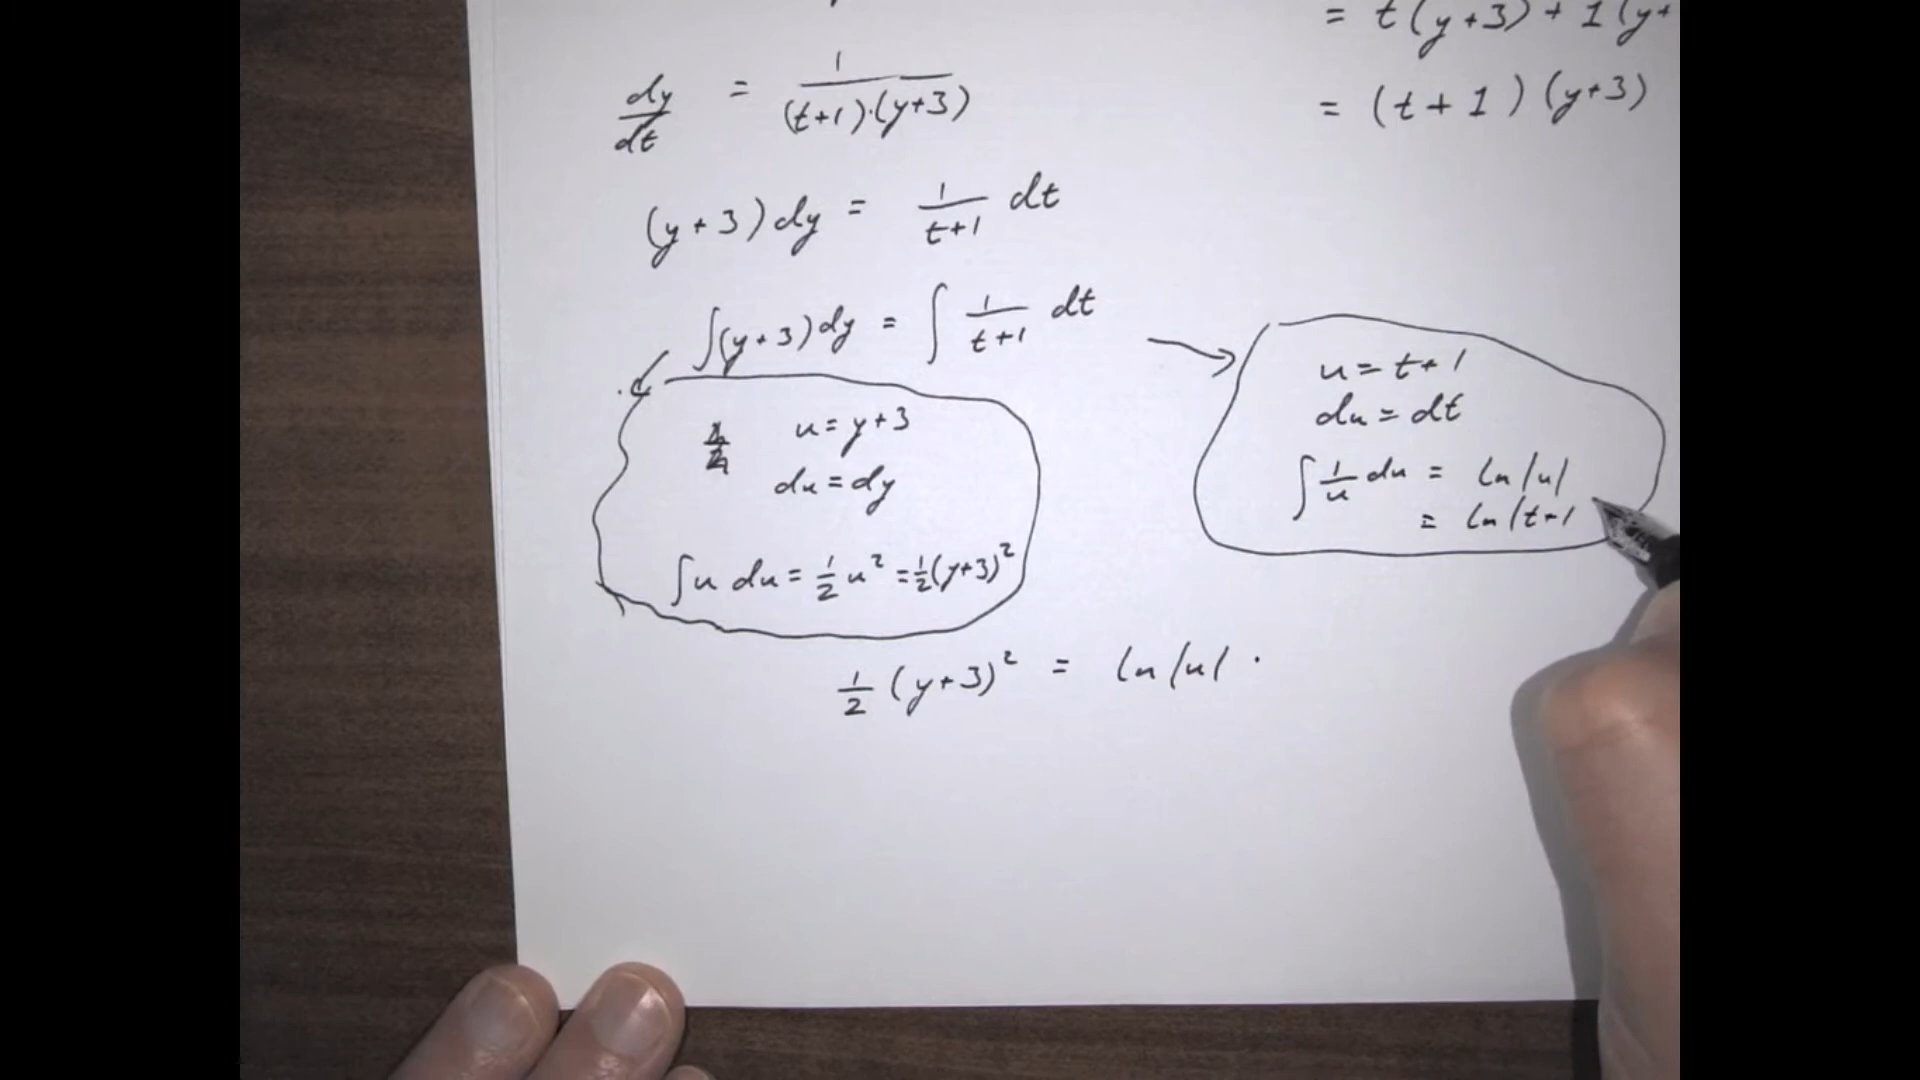 = t(y+3) + 1(y+
dy/dt = 1/((t+1)·(y+3))
= (t+1)(y+3)
(y+3)dy = 1/(t+1) dt
∫(y+3)dy = ∫ 1/(t+1) dt
u = y+3
du = dy
∫u du = 1/2 u² = 1/2(y+3)²
u = t+1
du = dt
∫ 1/u du = ln|u|
= ln|t+1
1/2 (y+3)² = ln|u| ·